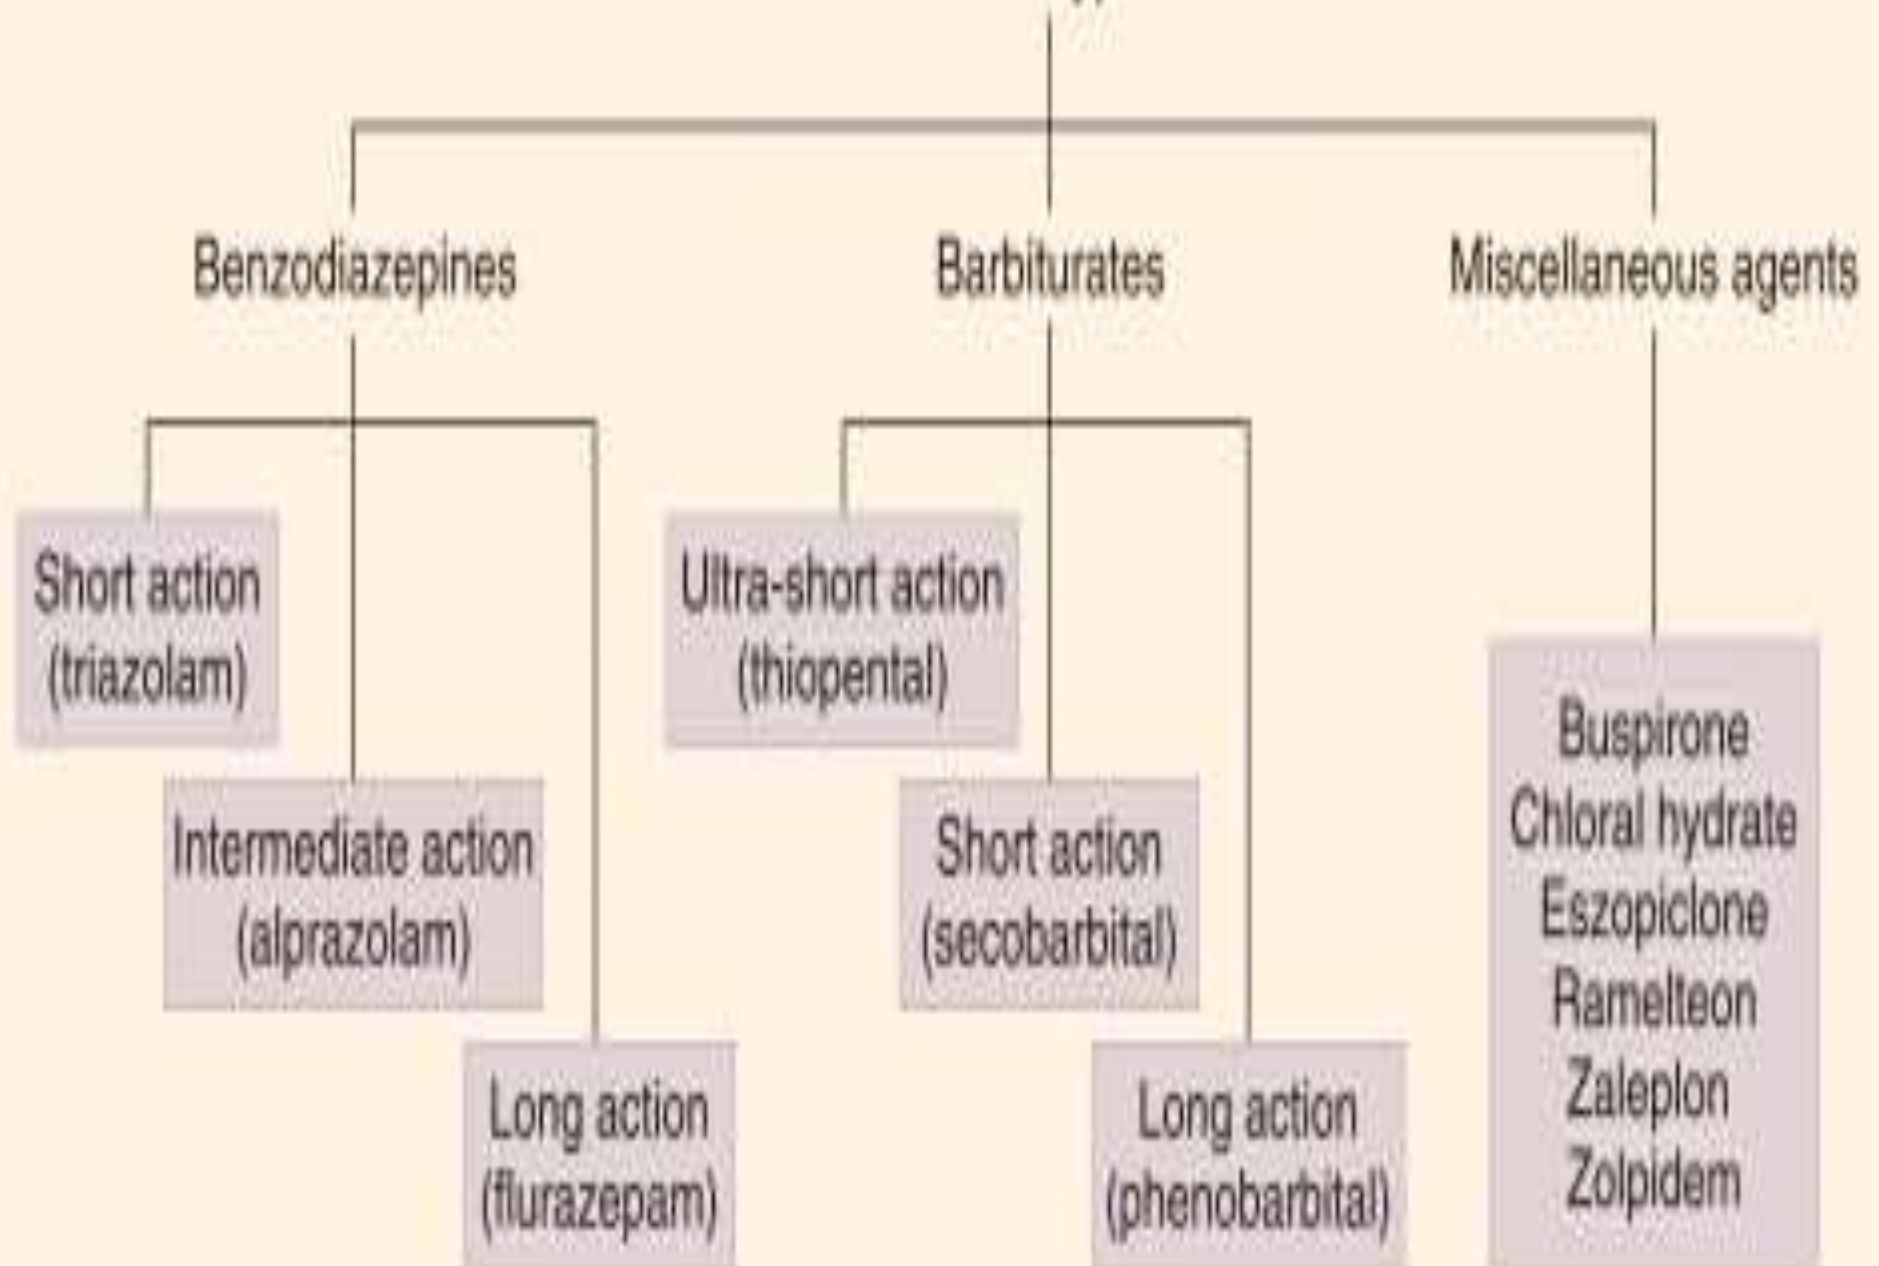 Benzodiazepines
Barbiturates
Miscellaneous agents
Short action
(triazolam)
Intermediate action
(alprazolam)
Long action
(flurazepam)
Ultra-short action
(thiopental)
Short action
(secobarbital)
Long action
(phenobarbital)
Buspirone
Chloral hydrate
Eszopiclone
Ramelteon
Zaleplon
Zolpidem